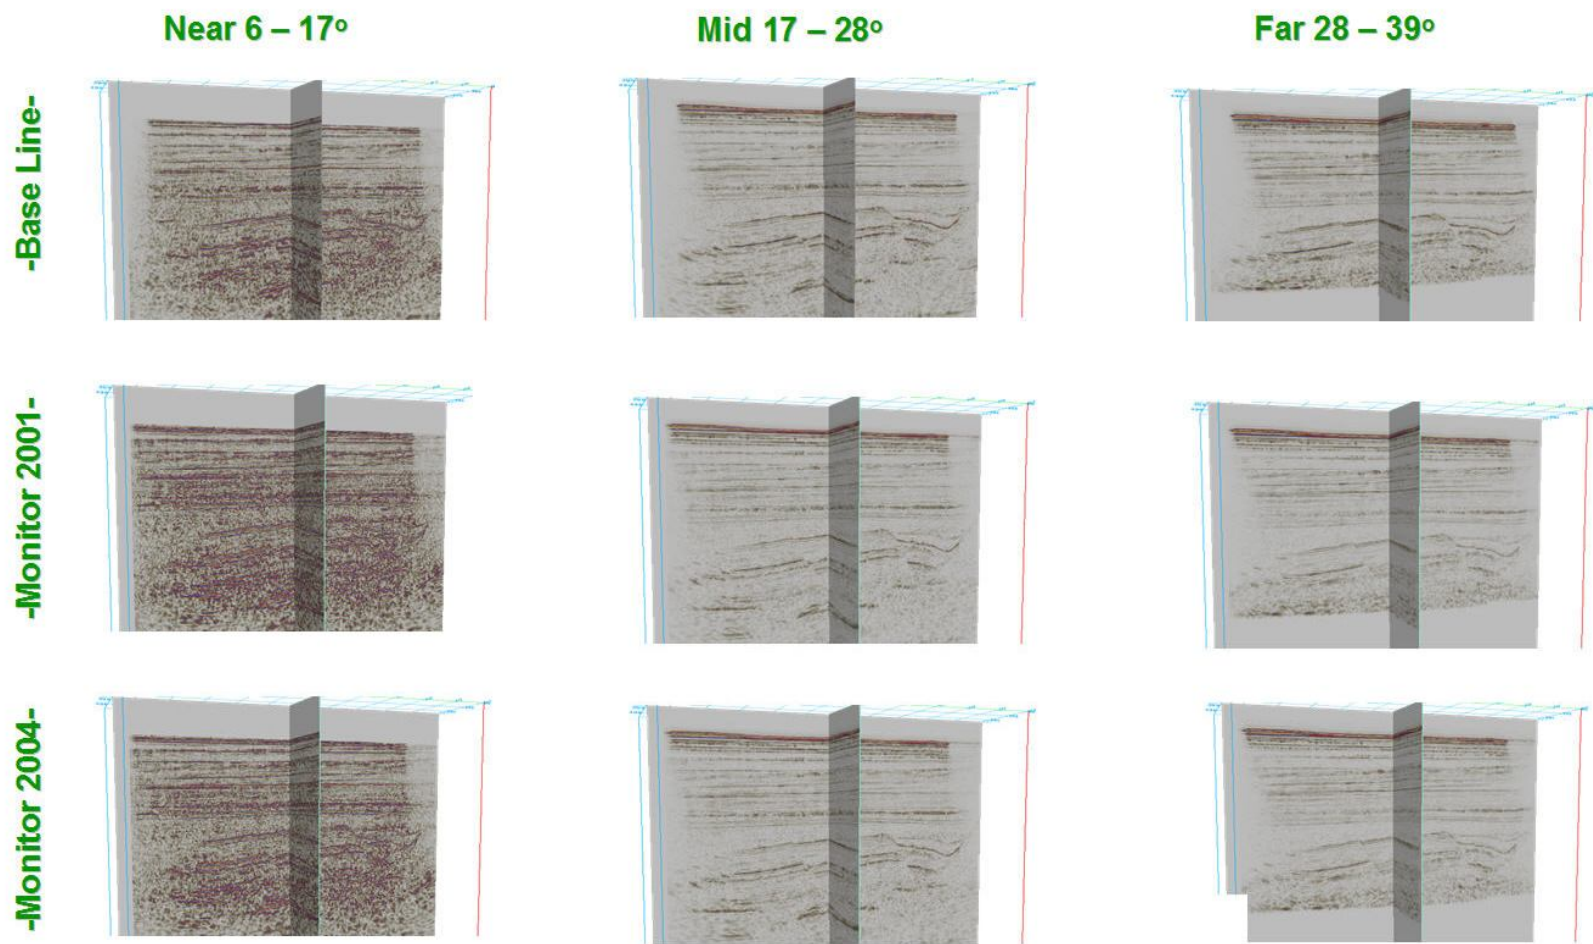 Near 6 – 17º
Mid 17 – 28º
Far 28 – 39º
-Base Line-
-Monitor 2001-
-Monitor 2004-